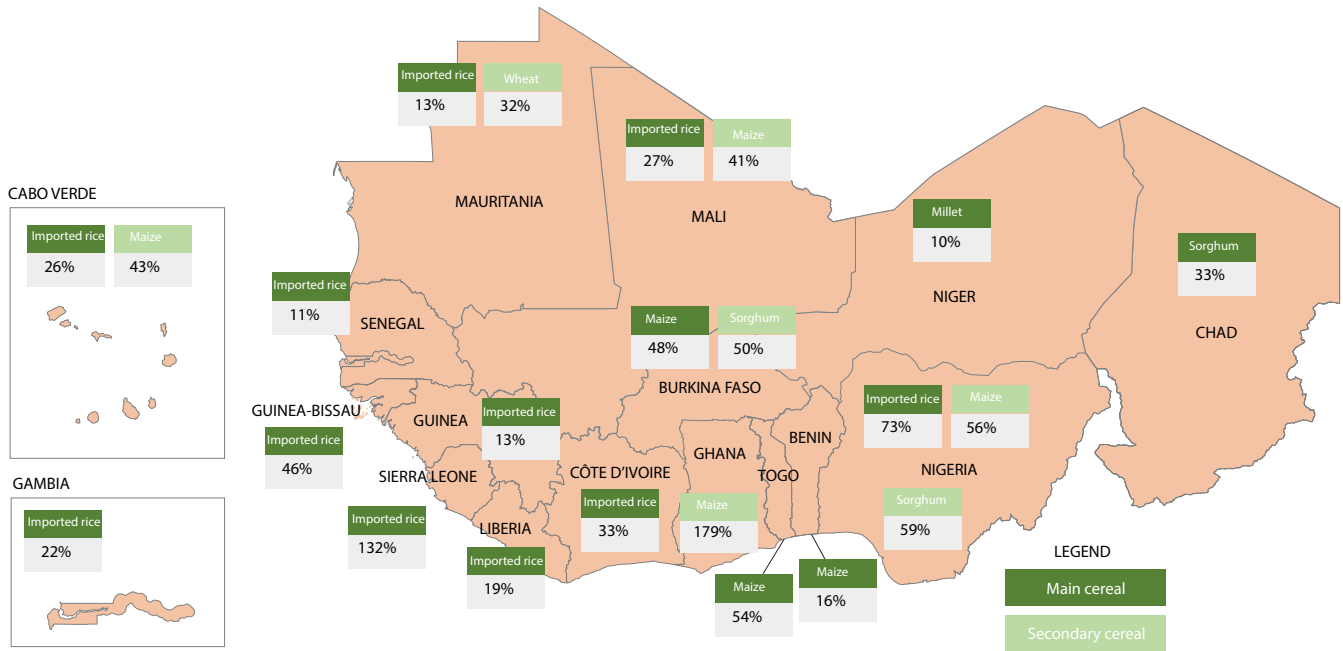 Imported rice
Wheat
13%
32%
Imported rice
Maize
27%
41%
MAURITANIA
MALI
CABO VERDE
Imported rice
Maize
26%
43%
Millet
10%
NIGER
Sorghum
33%
CHAD
Imported rice
11%
SENEGAL
Maize
Sorghum
48%
50%
BURKINA FASO
GUINEA-BISSAU
Imported rice
46%
GUINEA
Imported rice
13%
SIERRA LEONE
Imported rice
132%
LIBERIA
Imported rice
19%
CÔTE D'IVOIRE
Imported rice
33%
GHANA
Maize
179%
TOGO
BENIN
Maize
54%
Maize
16%
Imported rice
Maize
73%
56%
NIGERIA
Sorghum
59%
GAMBIA
Imported rice
22%
LEGEND
Main cereal
Secondary cereal